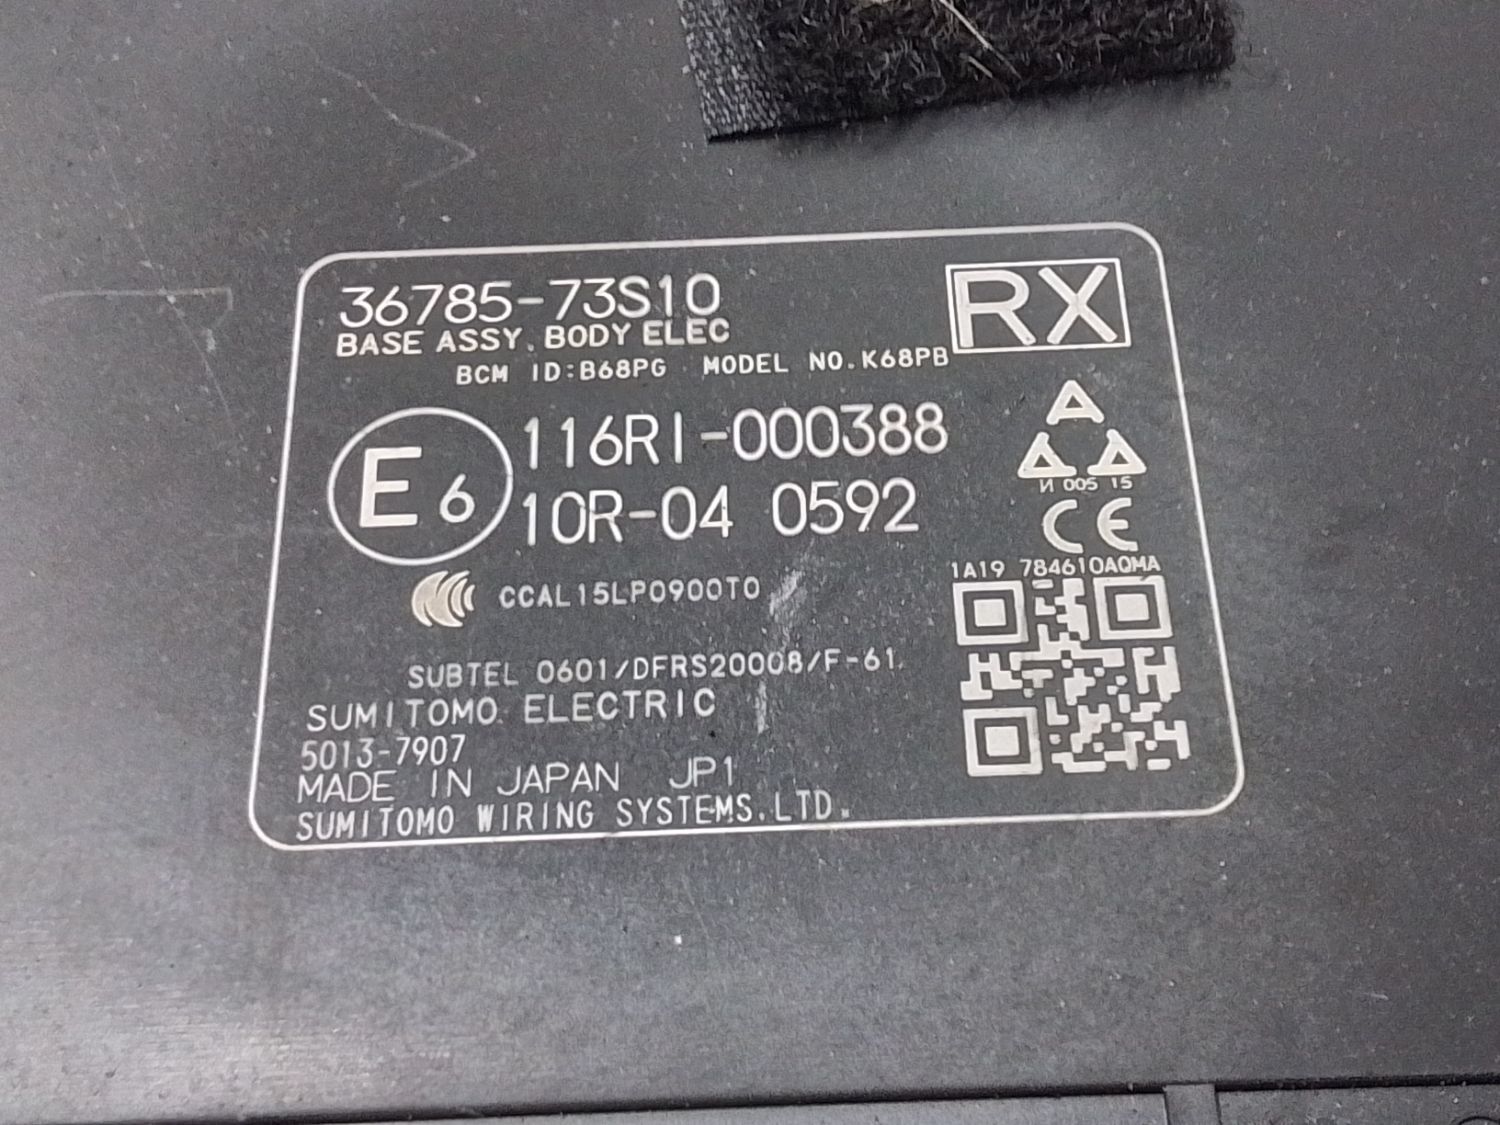 36785-73S10
RX
BASE ASSY, BODY ELEC
BCM ID:B68PG MODEL NO.K68PB
E6
116RI-000388
10R-04 0592
A
И 005 15
CE
1A19 784610AQMA
CCAL15LP0900T0
SUBTEL 0601/DFRS20008/F-61
SUMITOMO ELECTRIC
5013-7907
MADE IN JAPAN JP1
SUMITOMO WIRING SYSTEMS,LTD.